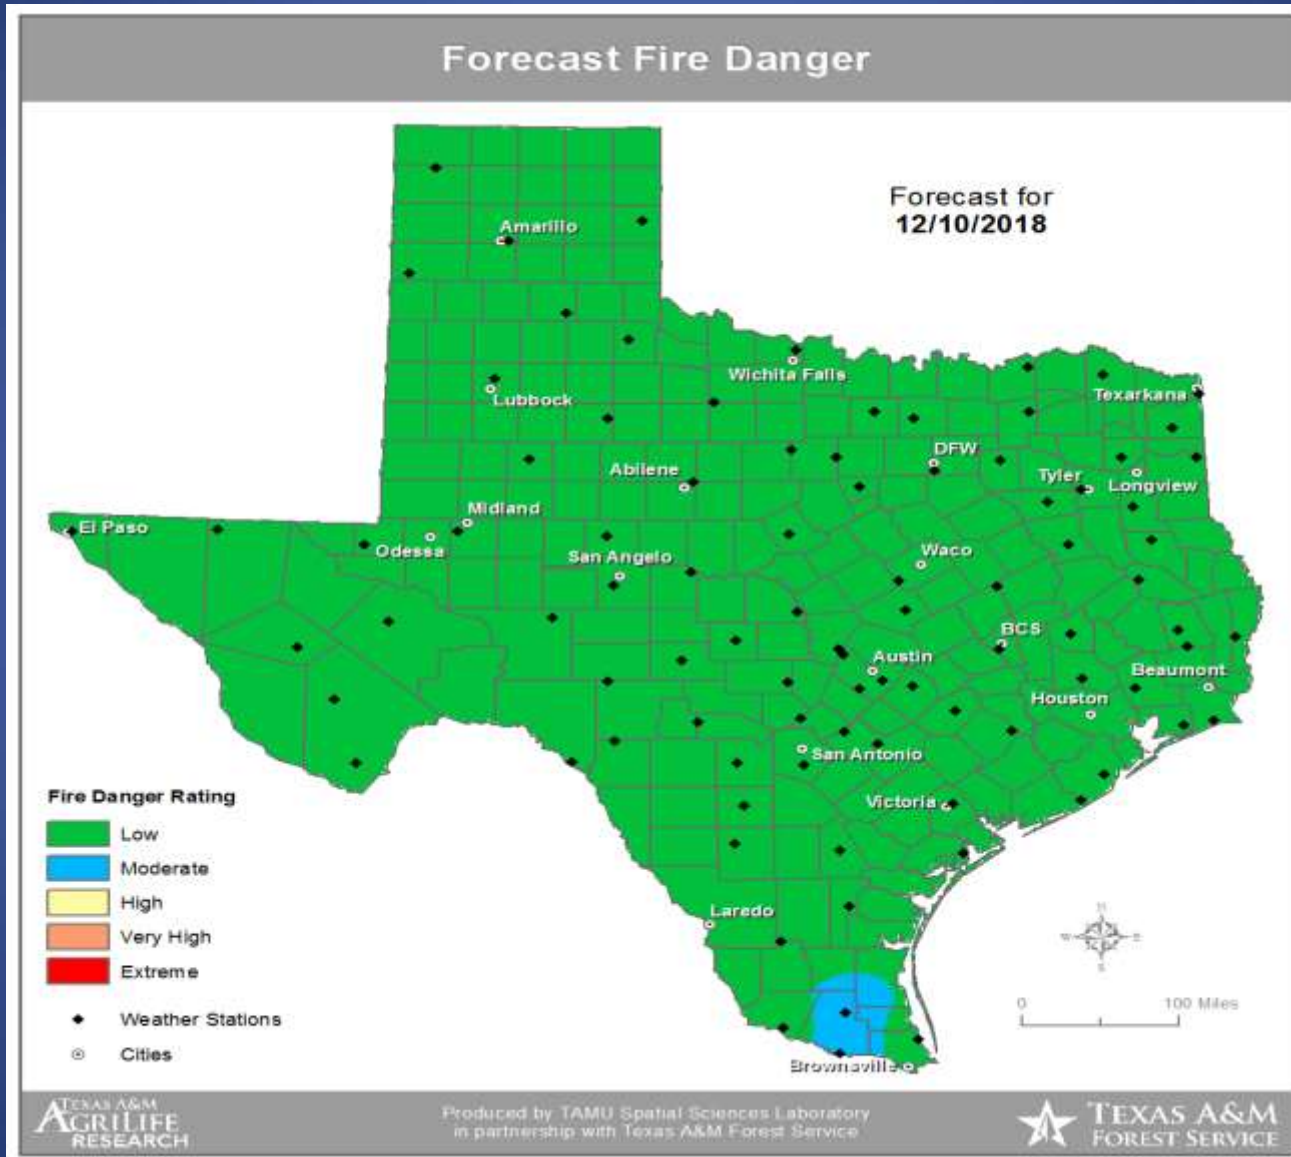 Forecast Fire Danger
Forecast for
12/10/2018
Amarillo
Wichita Falls
Lubbock
Texarkana
DFW
Abilene
Tyler
Longview
Midland
El Paso
Odessa
San Angelo
Waco
BCS
Austin
Beaumont
Houston
San Antonio
Victoria
Laredo
Brownsville
Fire Danger Rating
Low
Moderate
High
Very High
Extreme
Weather Stations
Cities
N
W E
S
0 100 Miles
TEXAS A&M
AGRILIFE
RESEARCH
Produced by TAMU Spatial Sciences Laboratory
in partnership with Texas A&M Forest Service
TEXAS A&M
FOREST SERVICE